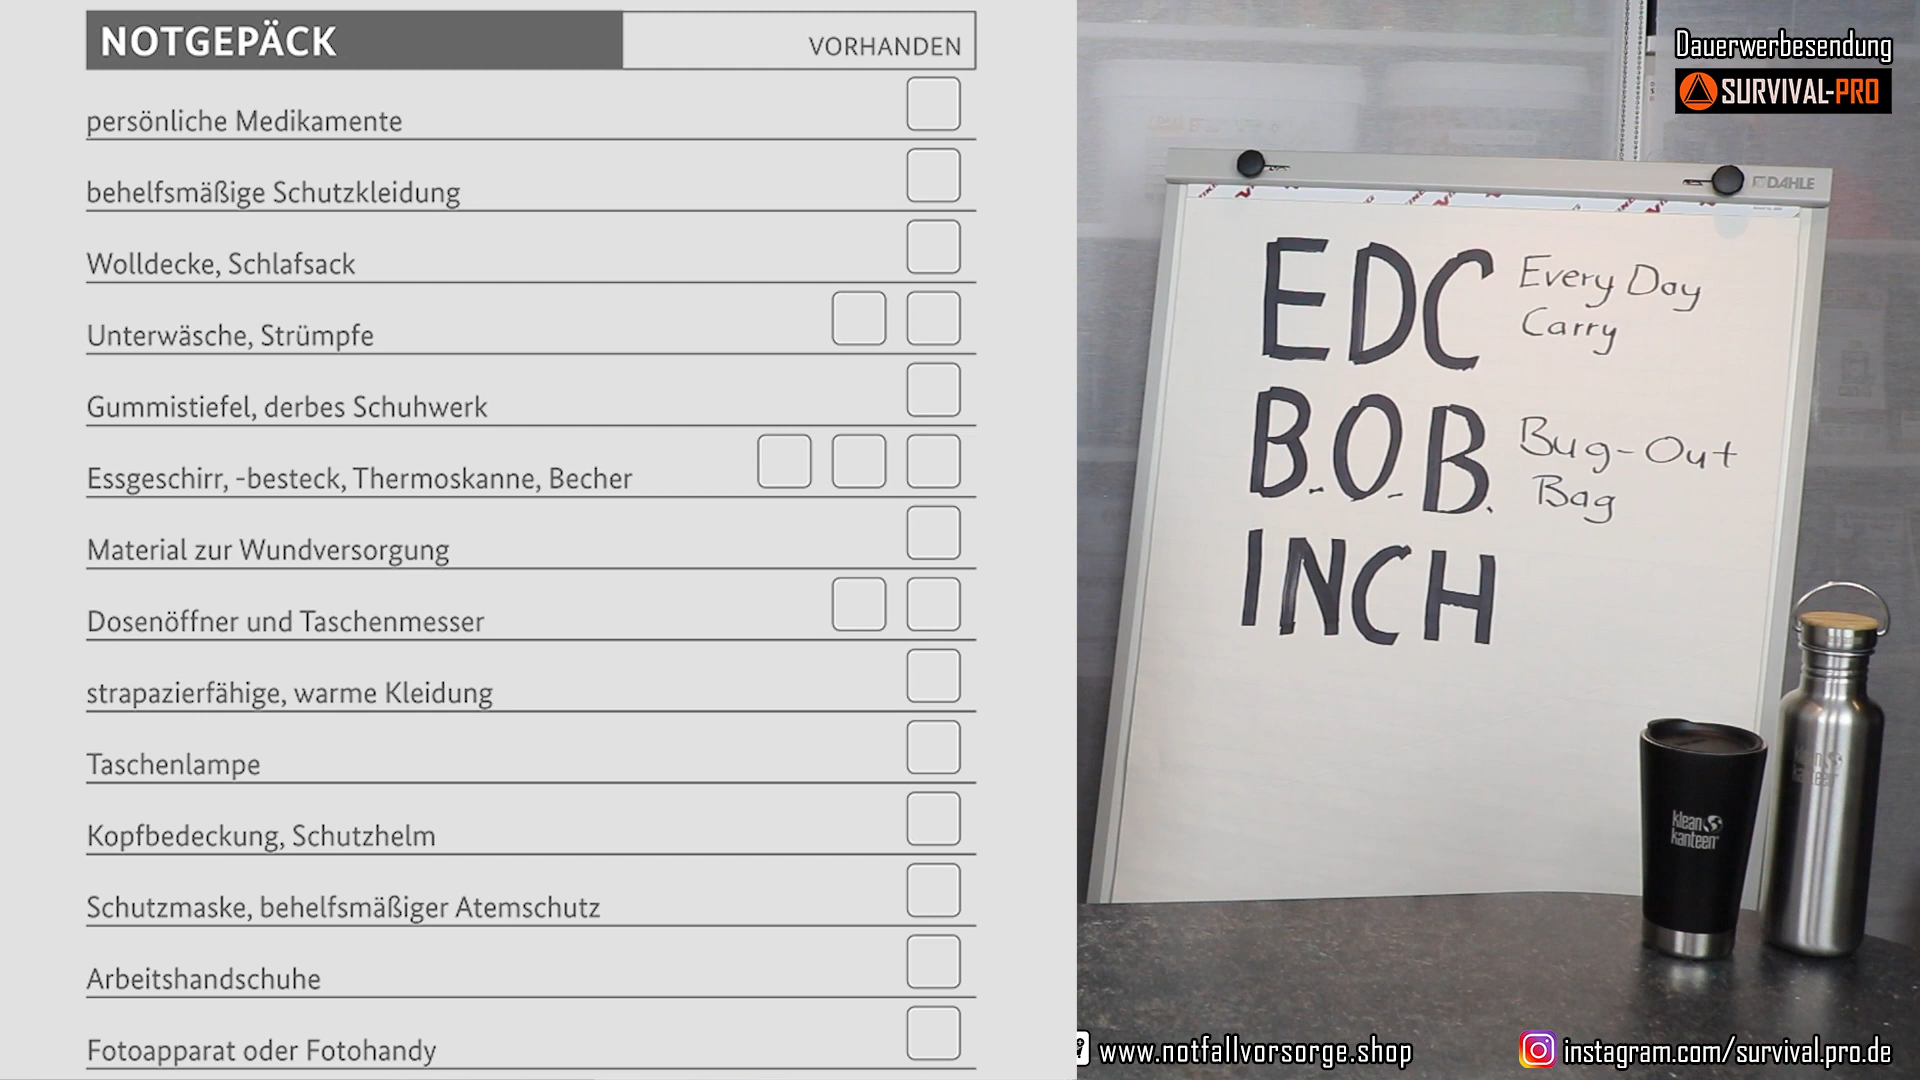 NOTGEPÄCK
VORHANDEN
persönliche Medikamente
behelfsmäßige Schutzkleidung
Wolldecke, Schlafsack
Unterwäsche, Strümpfe
Gummistiefel, derbes Schuhwerk
Essgeschirr, -besteck, Thermoskanne, Becher
Material zur Wundversorgung
Dosenöffner und Taschenmesser
strapazierfähige, warme Kleidung
Taschenlampe
Kopfbedeckung, Schutzhelm
Schutzmaske, behelfsmäßiger Atemschutz
Arbeitshandschuhe
Fotoapparat oder Fotohandy
Dauerwerbesendung
SURVIVAL-PRO
DAHLE
EDC
Every Day
Carry
B.O.B.
Bug-Out
Bag
INCH
klean
kanteen
klean
kanteen
www.notfallvorsorge.shop
instagram.com/survival.pro.de